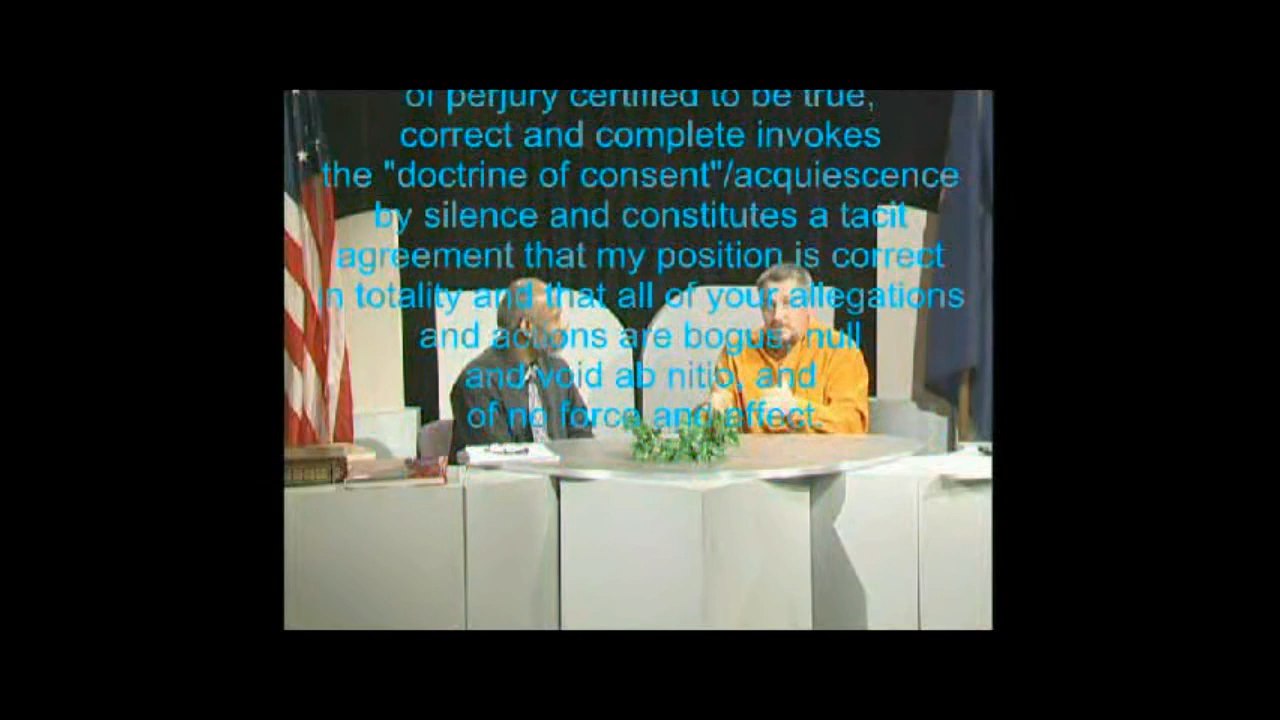 of perjury certified to be true,
correct and complete invokes
the "doctrine of consent"/acquiescence
by silence and constitutes a tacit
agreement that my position is correct
in totality and that all of your allegations
and actions are bogus, null
and void ab nitio, and
of no force and effect.